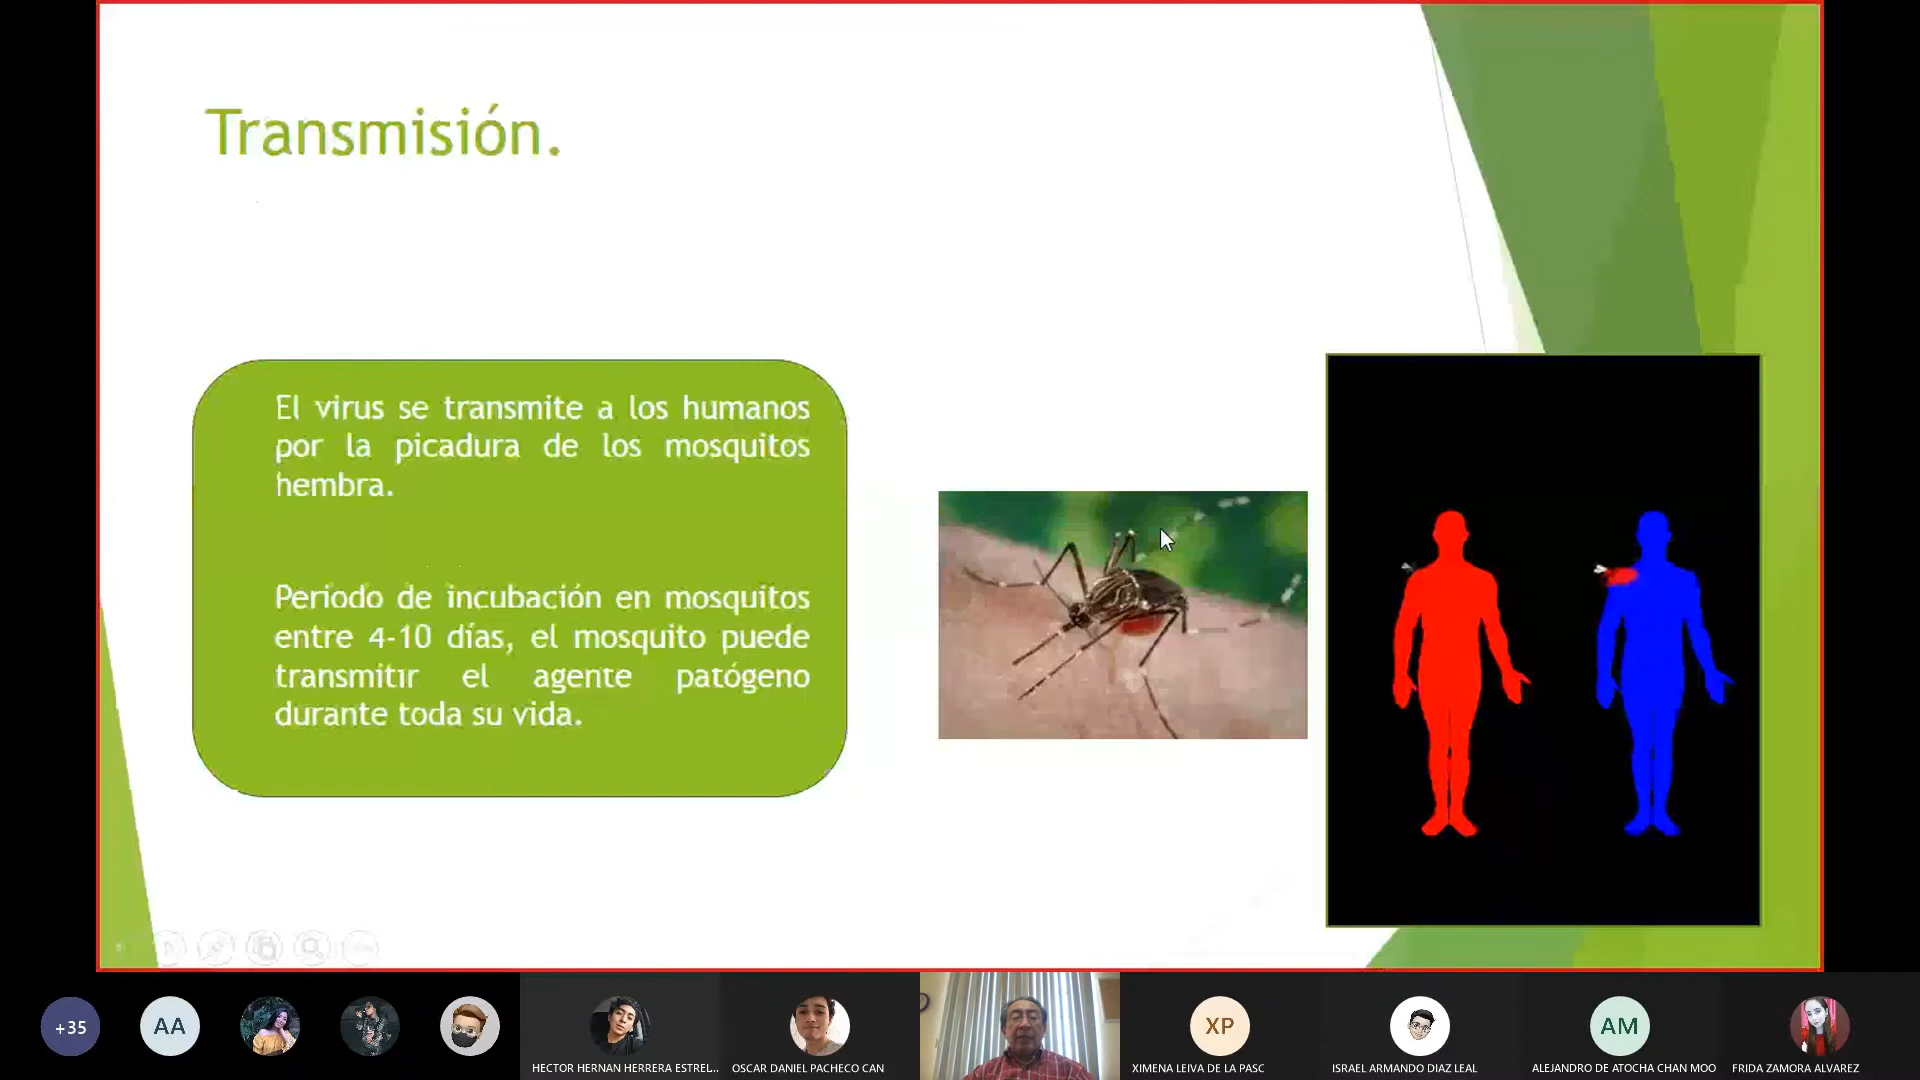 Transmisión.
El virus se transmite a los humanos
por la picadura de los mosquitos
hembra.
Periodo de incubación en mosquitos
entre 4-10 días, el mosquito puede
transmitir el agente patógeno
durante toda su vida.
+35
AA
XP
AM
HECTOR HERNAN HERRERA ESTREL...
OSCAR DANIEL PACHECO CAN
XIMENA LEIVA DE LA PASC
ISRAEL ARMANDO DIAZ LEAL
ALEJANDRO DE ATOCHA CHAN MOO
FRIDA ZAMORA ALVAREZ